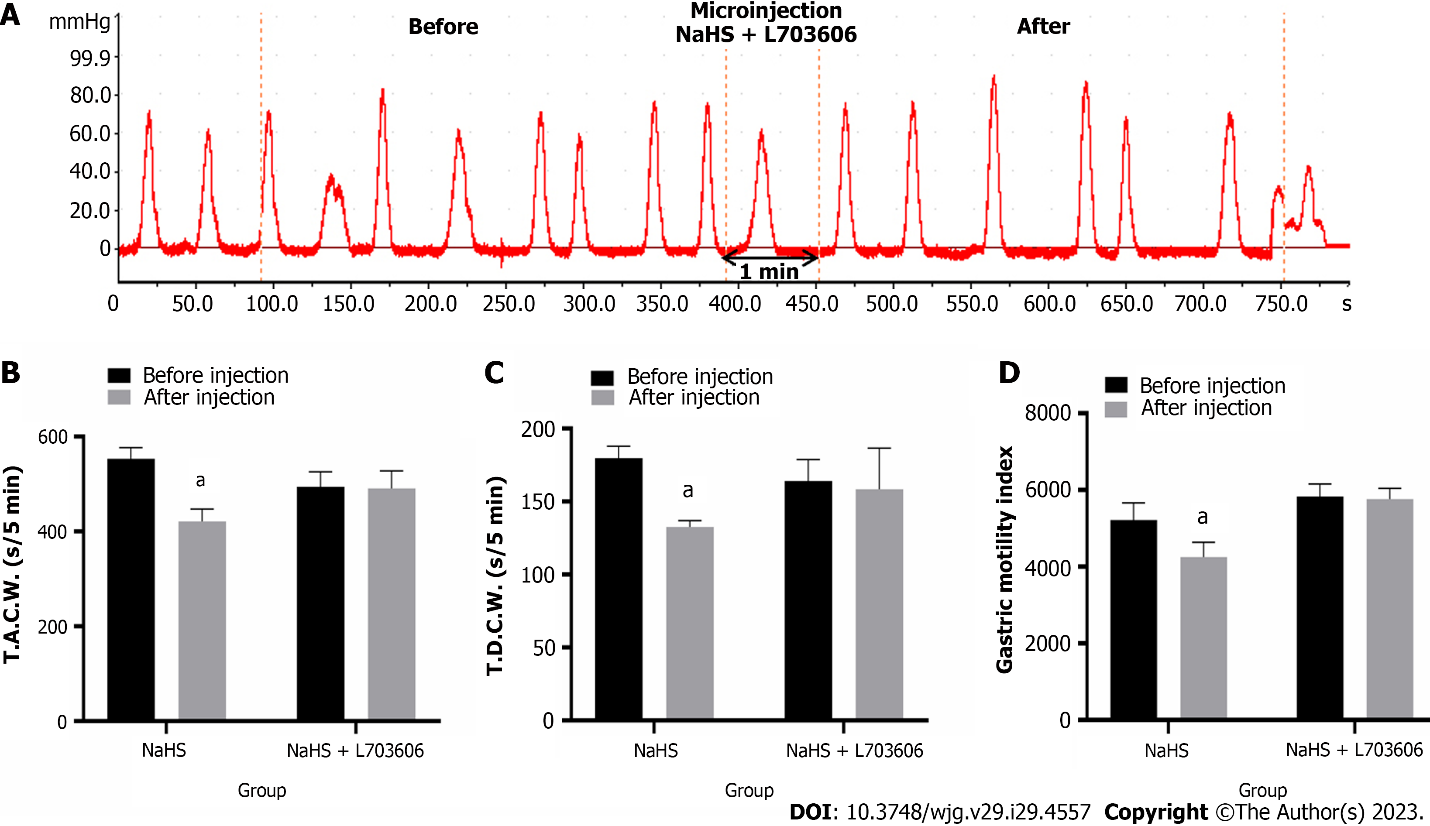 A
mmHg
Before
Microinjection
NaHS + L703606
After
99.9
80.0
60.0
40.0
20.0
0
1 min
0 50.0 100.0 150.0 200.0 250.0 300.0 350.0 400.0 450.0 500.0 550.0 600.0 650.0 700.0 750.0 s
B
Before injection
After injection
T.A.C.W. (s/5 min)
600
400
200
0
a
NaHS
NaHS + L703606
Group
C
Before injection
After injection
T.D.C.W. (s/5 min)
200
150
100
50
0
a
NaHS
NaHS + L703606
Group
D
Before injection
After injection
Gastric motility index
8000
6000
4000
2000
0
a
NaHS
NaHS + L703606
Group
DOI: 10.3748/wjg.v29.i29.4557 Copyright ©The Author(s) 2023.